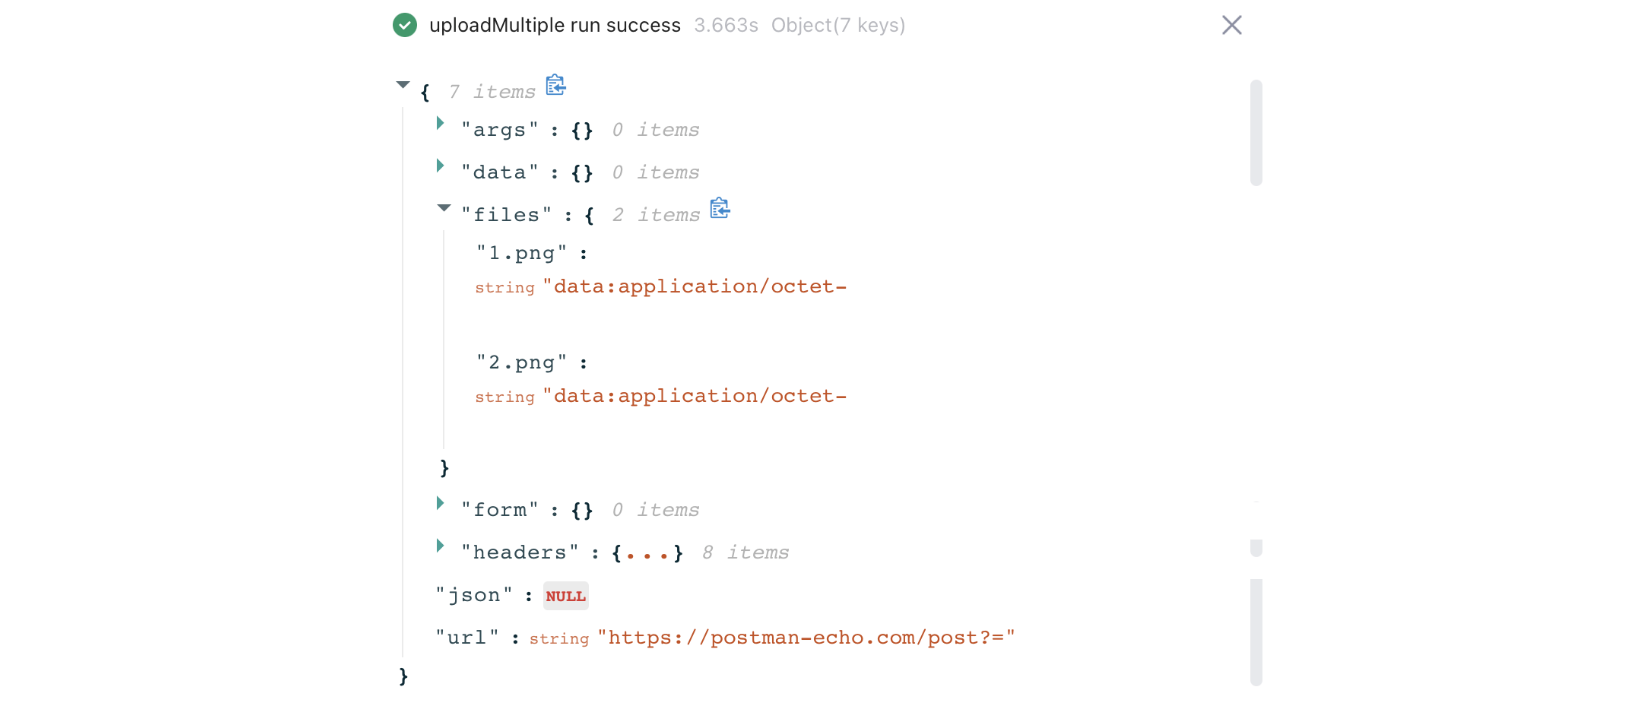 uploadMultiple run success 3.663s Object(7 keys)
{ 7 items
"args" : {} 0 items
"data" : {} 0 items
"files" : { 2 items
"1.png" :
string "data:application/octet-
"2.png" :
string "data:application/octet-
}
"form" : {} 0 items
"headers" : {...} 8 items
"json" : NULL
"url" : string "https://postman-echo.com/post?="
}